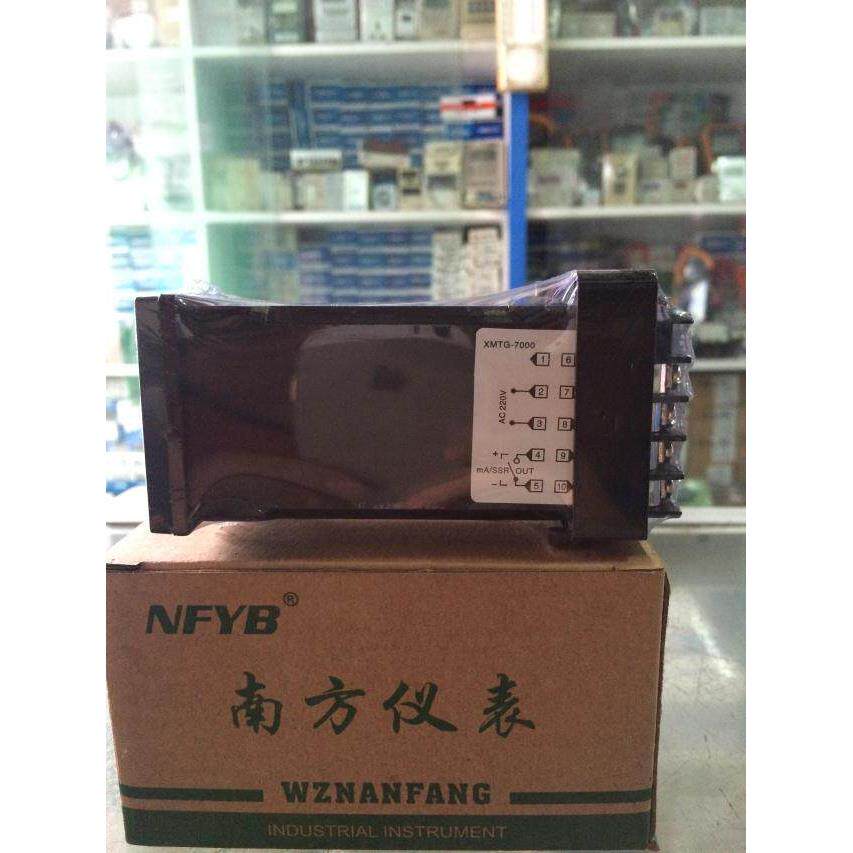 XMTG-7000
1 6
2 7
AC 220V
3 8
+ 4 9
mA/SSR OUT
- 5 10
NFYB®
南方仪表
WZNANFANG
INDUSTRIAL INSTRUMENT